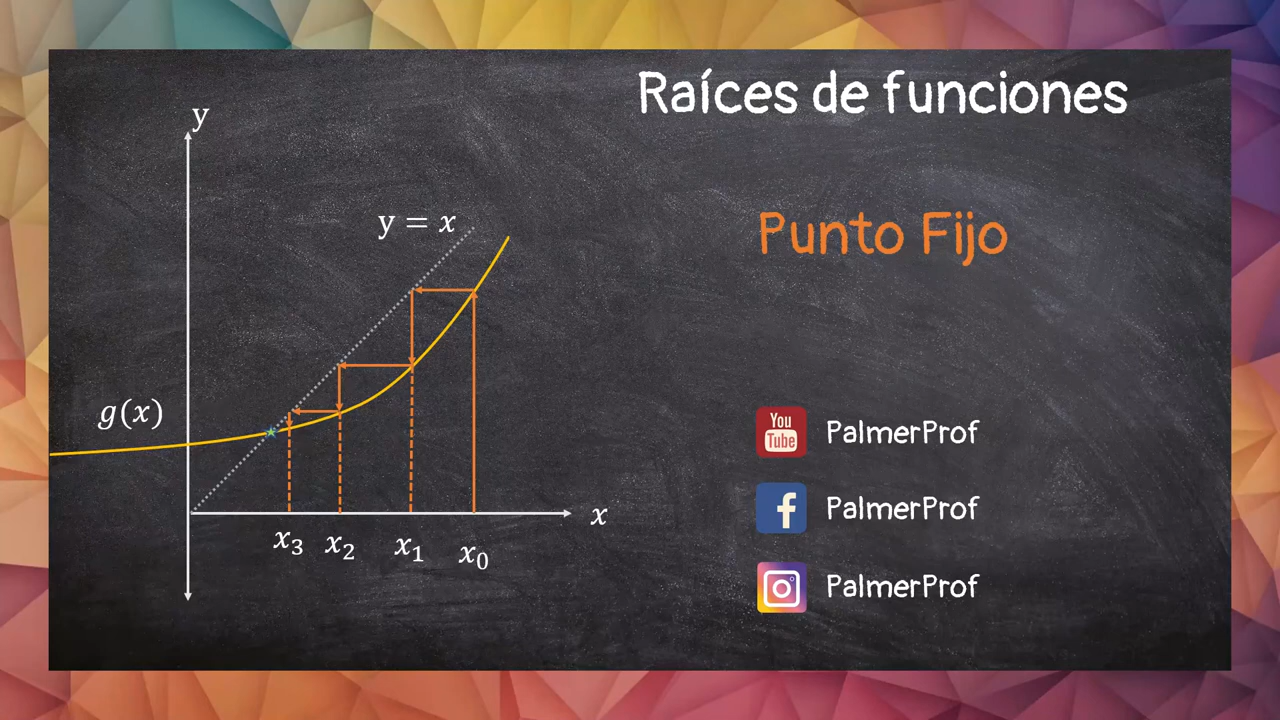 Raíces de funciones
y
y = x
Punto Fijo
g(x)
x
x₃ x₂ x₁ x₀
You
Tube
PalmerProf
f
PalmerProf
PalmerProf